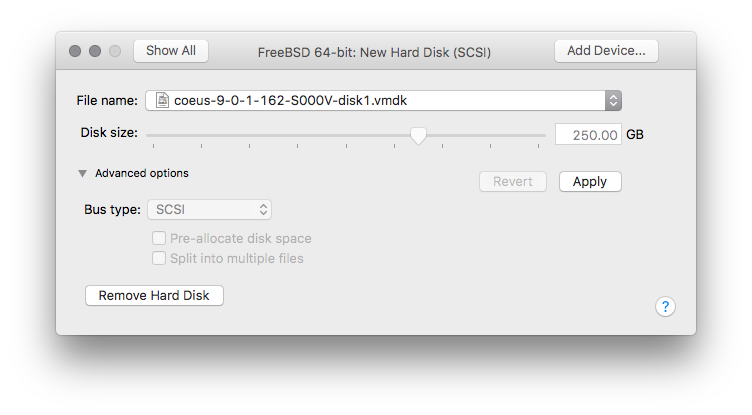 Show All
FreeBSD 64-bit: New Hard Disk (SCSI)
Add Device...
File name:
coeus-9-0-1-162-S000V-disk1.vmdk
Disk size:
250.00
GB
Advanced options
Revert
Apply
Bus type:
SCSI
Pre-allocate disk space
Split into multiple files
Remove Hard Disk
?